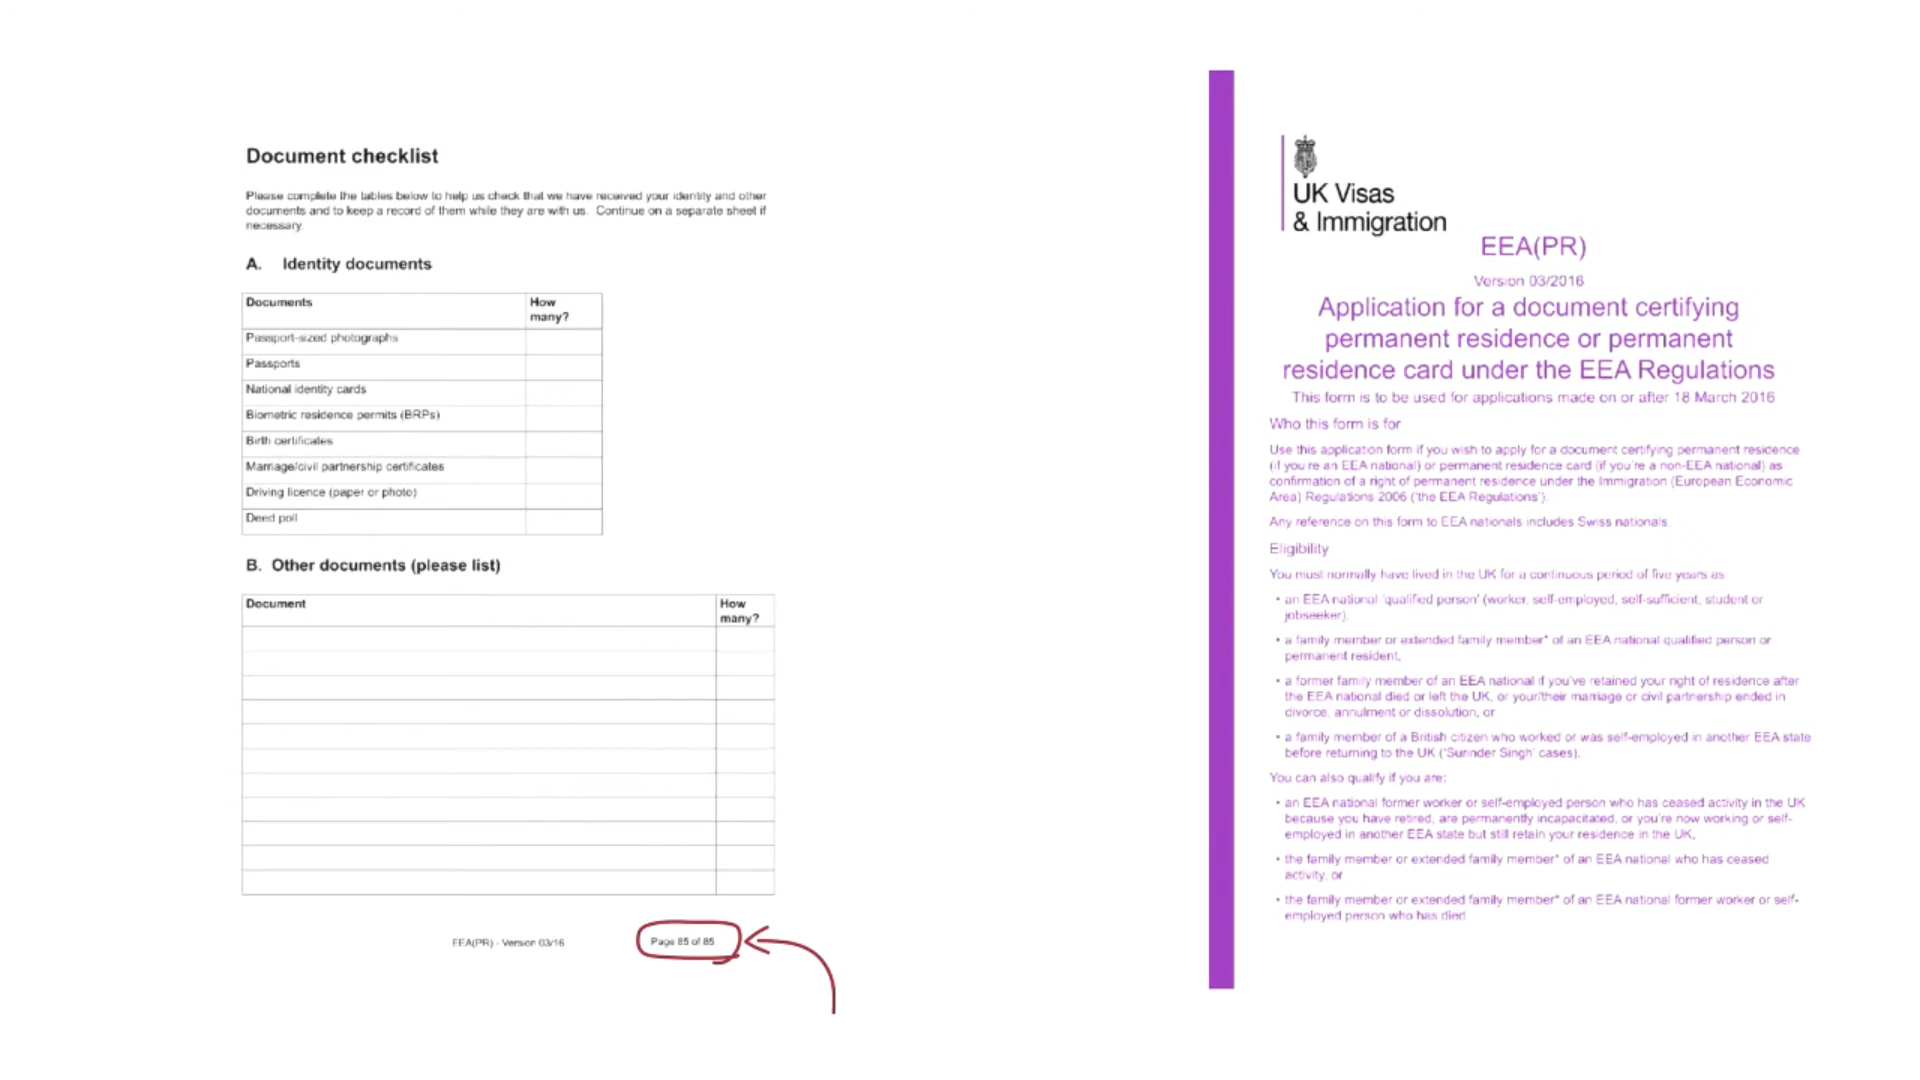 Document checklist
Please complete the tables below to help us check that we have received your identity and other
documents and to keep a record of them while they are with us. Continue on a separate sheet if
necessary.
A. Identity documents
Documents How
many?
Passport-sized photographs
Passports
National identity cards
Biometric residence permits (BRPs)
Birth certificates
Marriage/civil partnership certificates
Driving licence (paper or photo)
Deed poll
B. Other documents (please list)
Document How
many?
EEA(PR) - Version 03/16 Page 85 of 85
UK Visas
& Immigration
EEA(PR)
Version 03/2016
Application for a document certifying
permanent residence or permanent
residence card under the EEA Regulations
This form is to be used for applications made on or after 18 March 2016
Who this form is for
Use this application form if you wish to apply for a document certifying permanent residence
(if you're an EEA national) or permanent residence card (if you're a non-EEA national) as
confirmation of a right of permanent residence under the Immigration (European Economic
Area) Regulations 2006 ('the EEA Regulations').
Any reference on this form to EEA nationals includes Swiss nationals.
Eligibility
You must normally have lived in the UK for a continuous period of five years as
• an EEA national 'qualified person' (worker, self-employed, self-sufficient, student or
jobseeker),
• a family member or extended family member* of an EEA national qualified person or
permanent resident,
• a former family member of an EEA national if you've retained your right of residence after
the EEA national died or left the UK, or your/their marriage or civil partnership ended in
divorce, annulment or dissolution, or
• a family member of a British citizen who worked or was self-employed in another EEA state
before returning to the UK ('Surinder Singh' cases).
You can also qualify if you are:
• an EEA national former worker or self-employed person who has ceased activity in the UK
because you have retired, are permanently incapacitated, or you're now working or self-
employed in another EEA state but still retain your residence in the UK,
• the family member or extended family member* of an EEA national who has ceased
activity, or
• the family member or extended family member* of an EEA national former worker or self-
employed person who has died